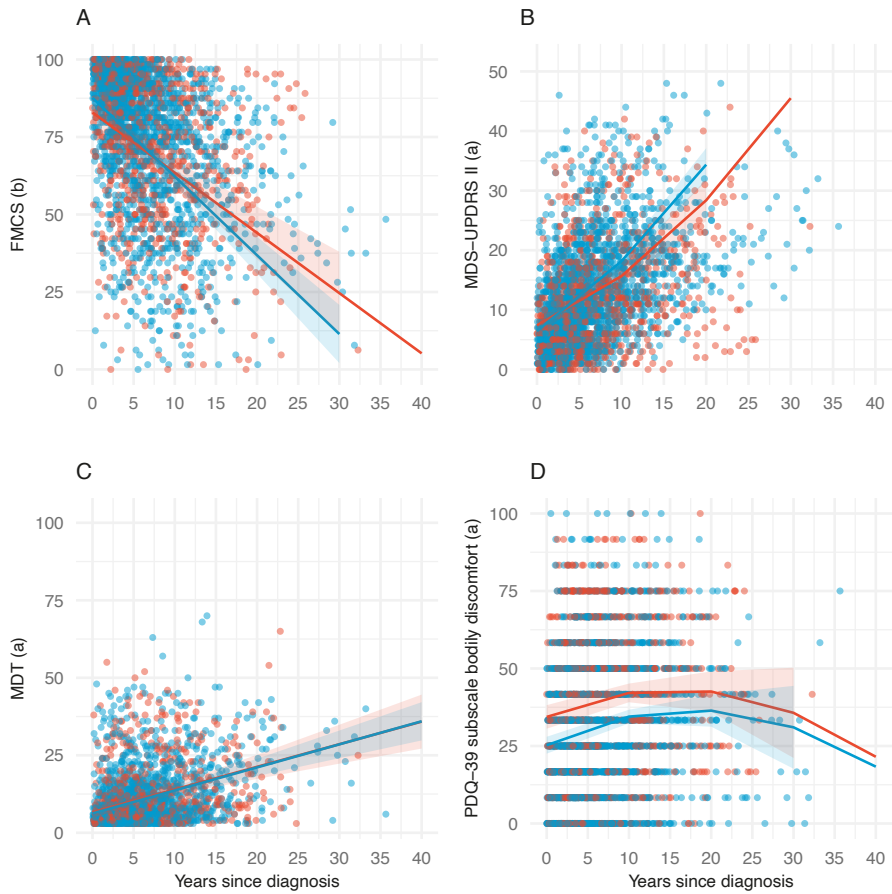 A
FMCS (b)
100
75
50
25
0
0 5 10 15 20 25 30 35 40
B
MDS–UPDRS II (a)
50
40
30
20
10
0
0 5 10 15 20 25 30 35 40
C
MDT (a)
100
75
50
25
0
0 5 10 15 20 25 30 35 40
Years since diagnosis
D
PDQ–39 subscale bodily discomfort (a)
100
75
50
25
0
0 5 10 15 20 25 30 35 40
Years since diagnosis